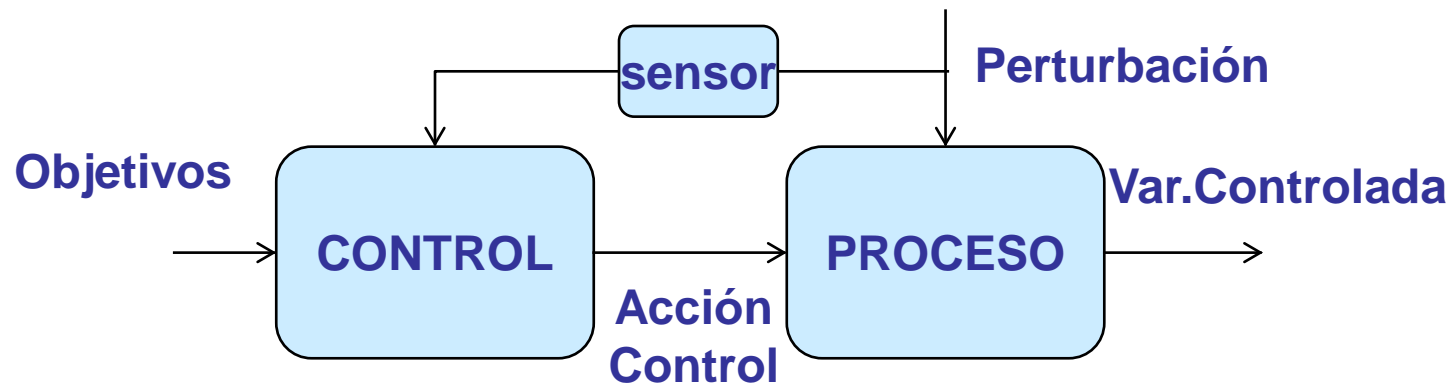 sensor
Perturbación
Objetivos
Var.Controlada
CONTROL
PROCESO
Acción
Control